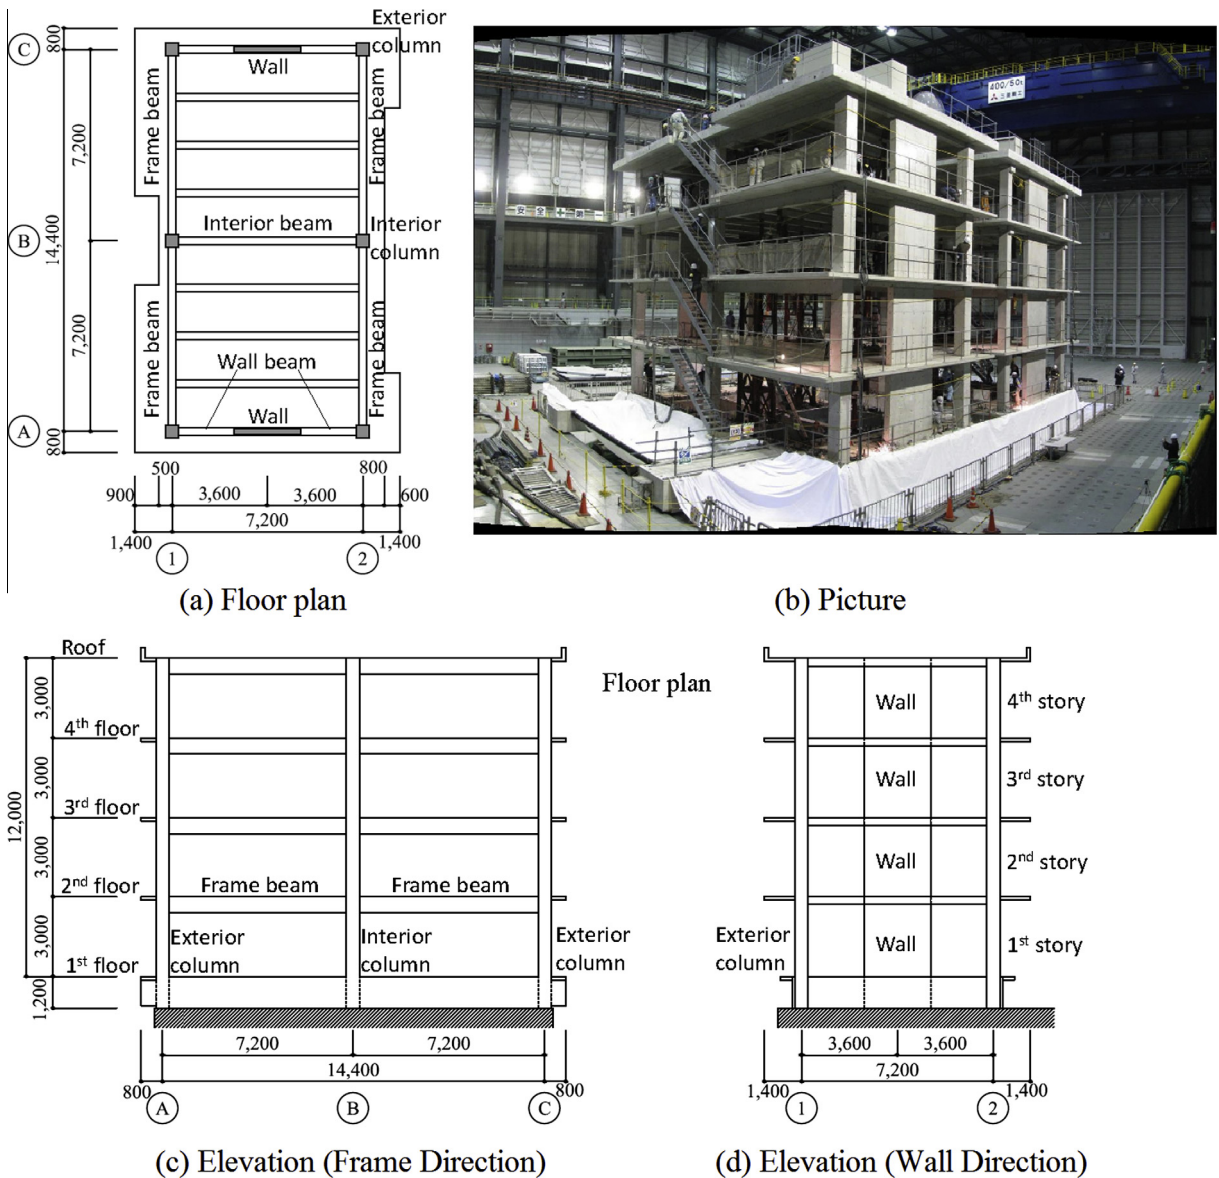 Exterior
column
C
800
Wall
Frame beam
Frame beam
7,200
Interior beam
Interior
column
B
14,400
7,200
Frame beam
Frame beam
Wall beam
Wall
A
800
500
800
900
3,600
3,600
600
7,200
1,400
1,400
1
2
(a) Floor plan
400/50t
安全十則
(b) Picture
Roof
3,000
4th floor
3,000
12,000
3rd floor
3,000
2nd floor
Frame beam
Frame beam
3,000
Exterior
column
Interior
column
Exterior
column
1st floor
1,200
7,200
7,200
14,400
800
800
A
B
C
(c) Elevation (Frame Direction)
Floor plan
Wall
4th story
Wall
3rd story
Wall
2nd story
Exterior
column
Wall
1st story
3,600
3,600
7,200
1,400
1,400
1
2
(d) Elevation (Wall Direction)